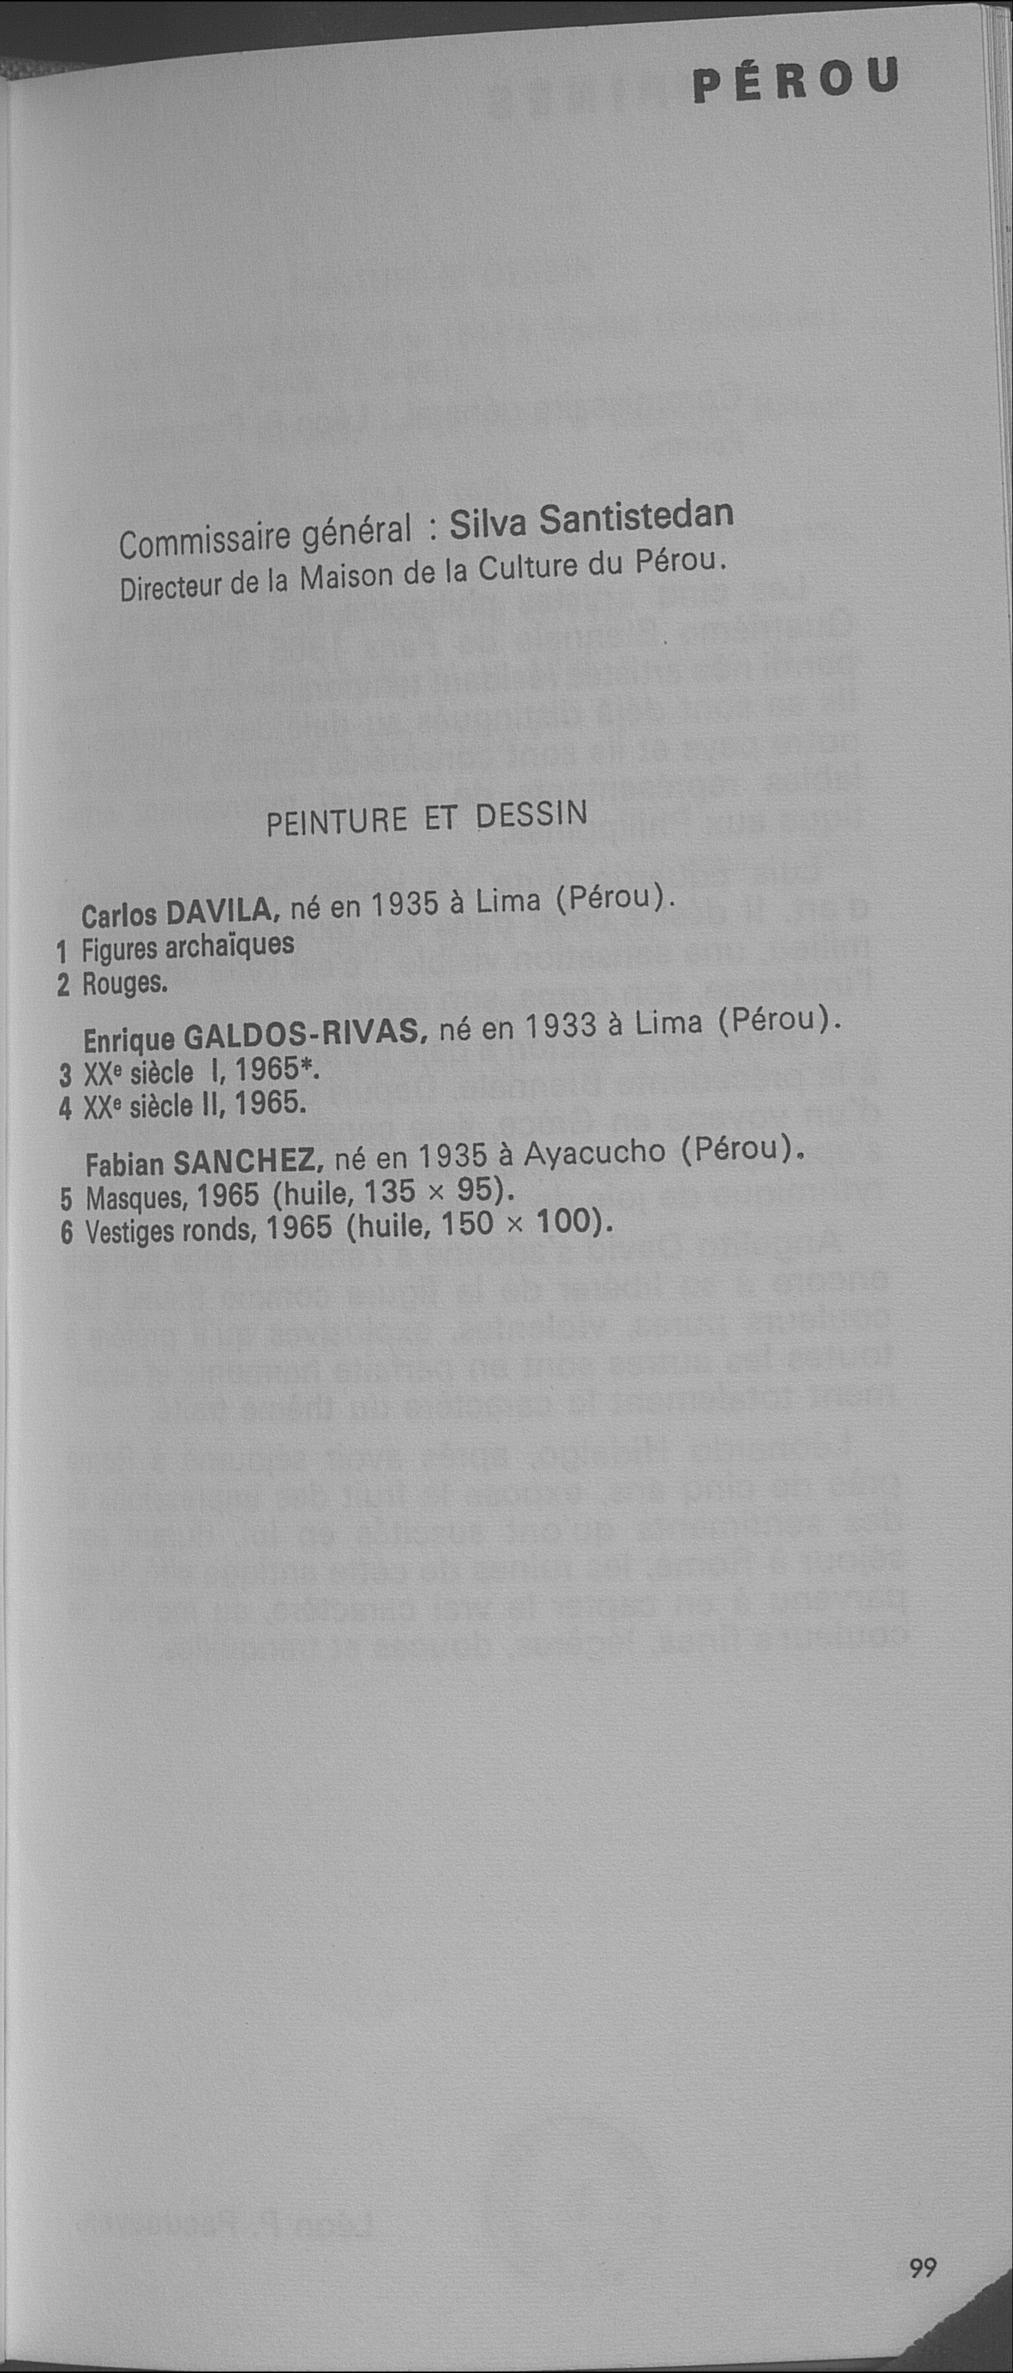 PÉROU
Commissaire général : Silva Santistedan
Directeur de la Maison de la Culture du Pérou.
PEINTURE ET DESSIN
Carlos DAVILA, né en 1935 à Lima (Pérou).
1 Figures archaïques
2 Rouges.
Enrique GALDOS-RIVAS, né en 1933 à Lima (Pérou).
3 XXe siècle I, 1965*.
4 XXe siècle II, 1965.
Fabian SANCHEZ, né en 1935 à Ayacucho (Pérou).
5 Masques, 1965 (huile, 135 × 95).
6 Vestiges ronds, 1965 (huile, 150 × 100).
99